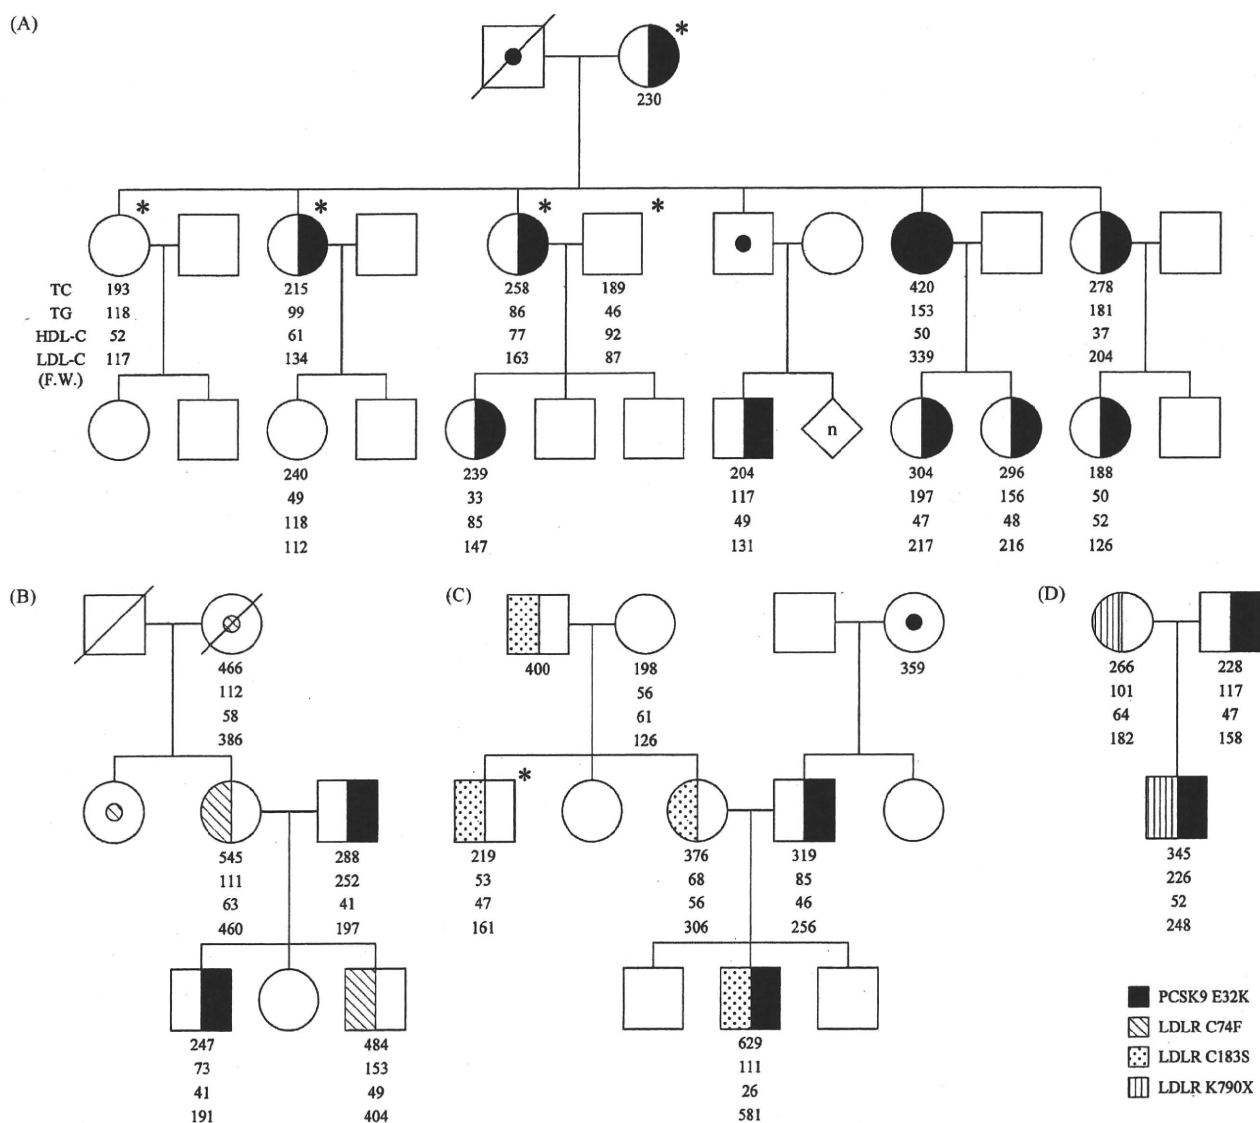 (A)
*
230
* * * *
TC 193 215 258 189 420 278
TG 118 99 86 46 153 181
HDL-C 52 61 77 92 50 37
LDL-C 117 134 163 87 339 204
(F.W.)
n
240 239 204 304 296 188
49 33 117 197 156 50
118 85 49 47 48 52
112 147 131 217 216 126
(B)
466
112
58
386
545 288
111 252
63 41
460 197
247 484
73 153
41 49
191 404
(C)
400 198 359
56
61
126
*
219 376 319
53 68 85
47 56 46
161 306 256
629
111
26
581
(D)
266 228
101 117
64 47
182 158
345
226
52
248
PCSK9 E32K
LDLR C74F
LDLR C183S
LDLR K790X